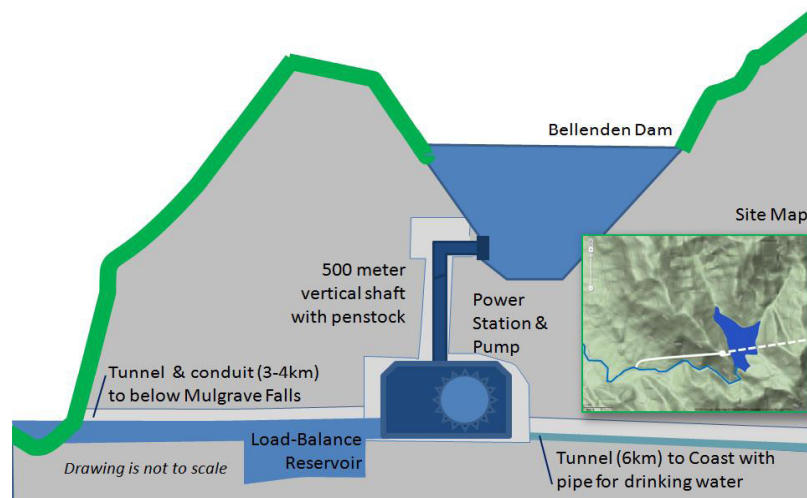 Bellenden Dam
Site Map
500 meter
vertical shaft
with penstock
Power
Station &
Pump
Tunnel & conduit (3-4km)
to below Mulgrave Falls
Load-Balance
Reservoir
Drawing is not to scale
Tunnel (6km) to Coast with
pipe for drinking water